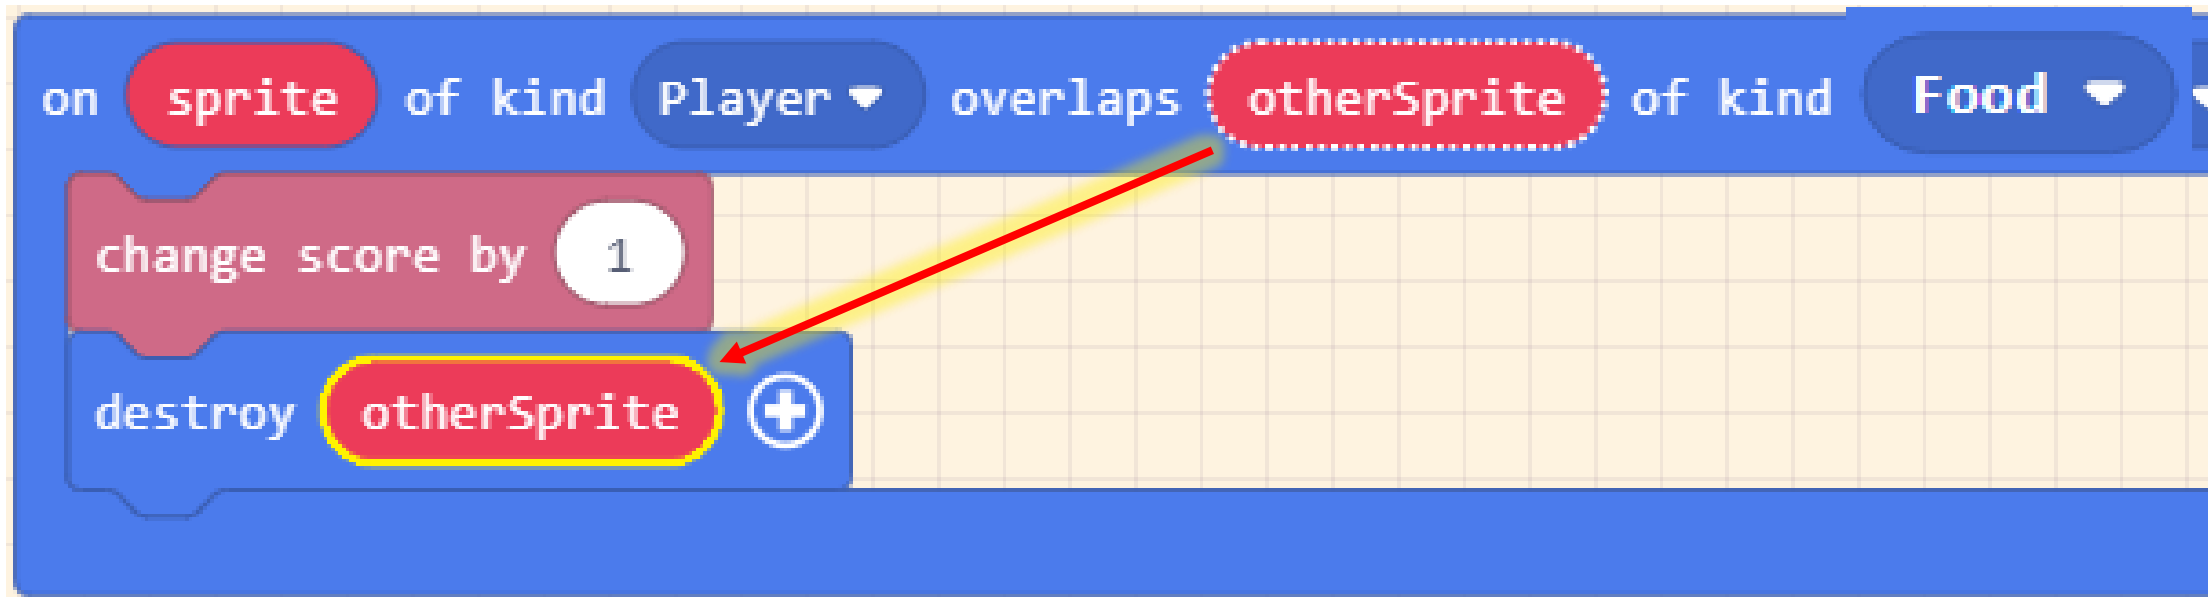 on sprite of kind Player overlaps otherSprite of kind Food
change score by 1
destroy otherSprite